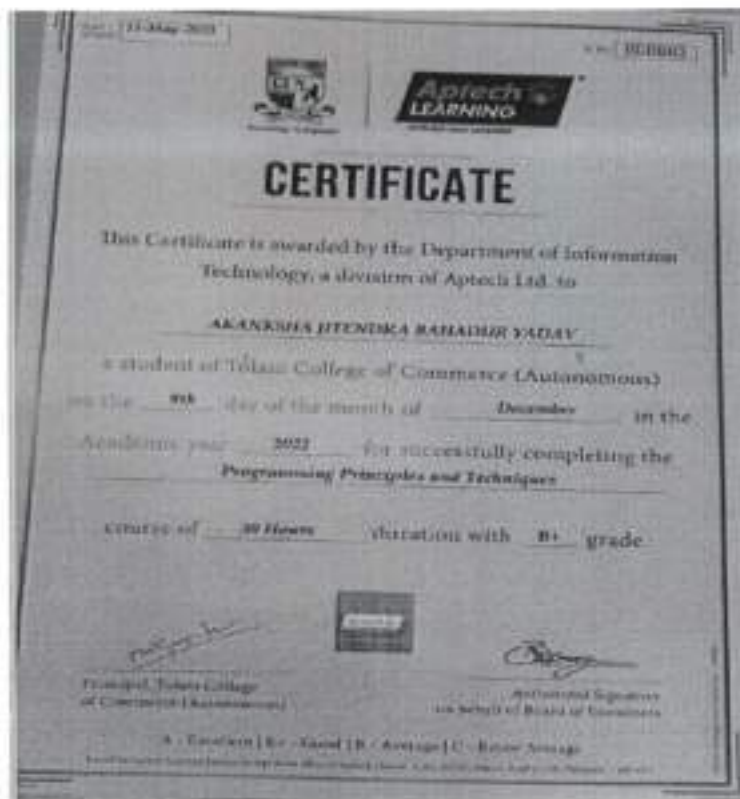 CERTIFICATE
Aptech
LEARNING
This Certificate is awarded by the Department of Information
Technology, a division of Aptech Ltd. to
AKANKSHA JITENDRA BAHADUR YADAV
a student of Tolani College of Commerce (Autonomous)
on the day of the month of December in the
Academic year 2022 for successfully completing the
Programming Principles and Techniques
course of Hours duration with B+ grade
Principal, Tolani College
of Commerce (Autonomous)
Authorised Signatory
on behalf of Board of Examiners
A - Excellent | B+ - Good | B - Average | C - Below Average